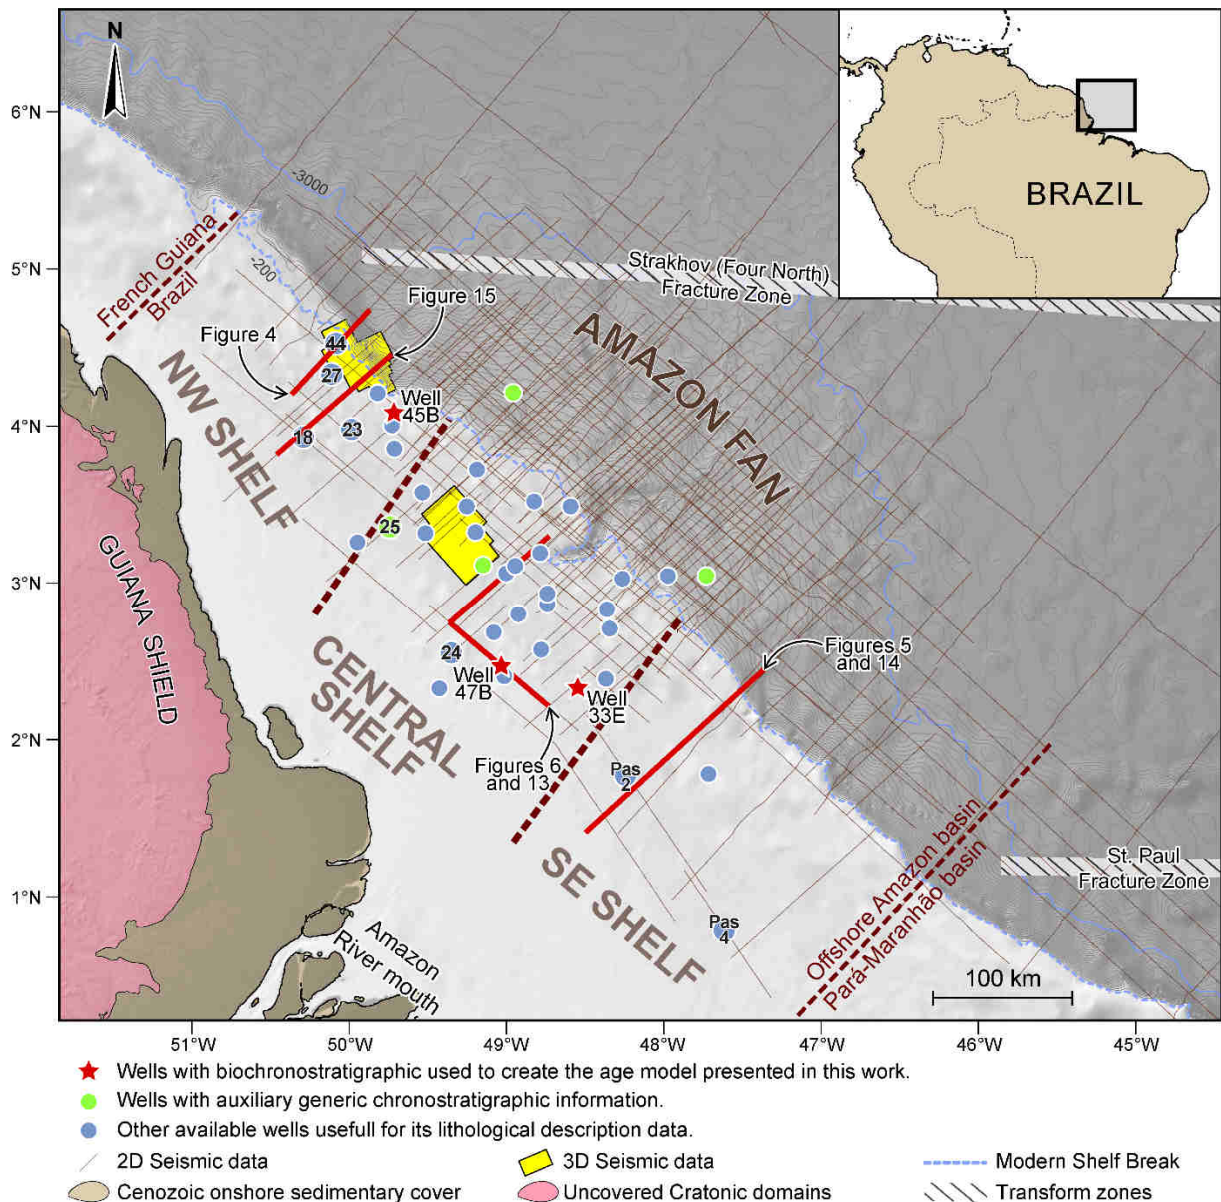 N
6°N
5°N
4°N
3°N
2°N
1°N
BRAZIL
-3000
-200
French Guiana
Brazil
Strakhov (Four North)
Fracture Zone
Figure 4
Figure 15
44
27
18
23
Well
45B
AMAZON FAN
NW SHELF
25
GUIANA SHIELD
CENTRAL
SHELF
24
Well
47B
Well
33E
Figures 5
and 14
Figures 6
and 13
Pas
2
SE SHELF
Pas
4
St. Paul
Fracture Zone
Offshore Amazon basin
Pará-Maranhão basin
Amazon
River mouth
100 km
51°W
50°W
49°W
48°W
47°W
46°W
45°W
Wells with biochronostratigraphic used to create the age model presented in this work.
Wells with auxiliary generic chronostratigraphic information.
Other available wells usefull for its lithological description data.
2D Seismic data
3D Seismic data
Modern Shelf Break
Cenozoic onshore sedimentary cover
Uncovered Cratonic domains
Transform zones